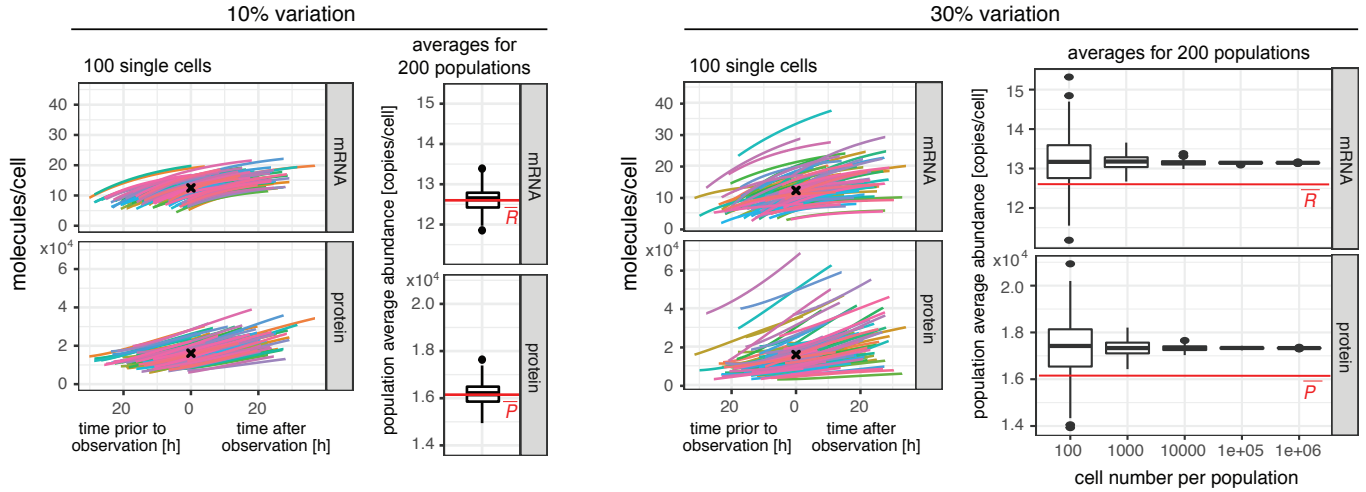 10% variation
100 single cells
averages for
200 populations
molecules/cell
40
30
20
10
0
mRNA
x10⁴
6
4
2
0
protein
20
0
20
time prior to
observation [h]
time after
observation [h]
population average abundance [copies/cell]
15
14
13
12
R
mRNA
x10⁴
2.0
1.8
1.6
1.4
P
protein
30% variation
100 single cells
averages for 200 populations
molecules/cell
40
30
20
10
0
mRNA
x10⁴
6
4
2
0
protein
20
0
20
time prior to
observation [h]
time after
observation [h]
population average abundance [copies/cell]
15
14
13
12
R
mRNA
x10⁴
2.0
1.8
1.6
1.4
P
protein
100
1000
10000
1e+05
1e+06
cell number per population